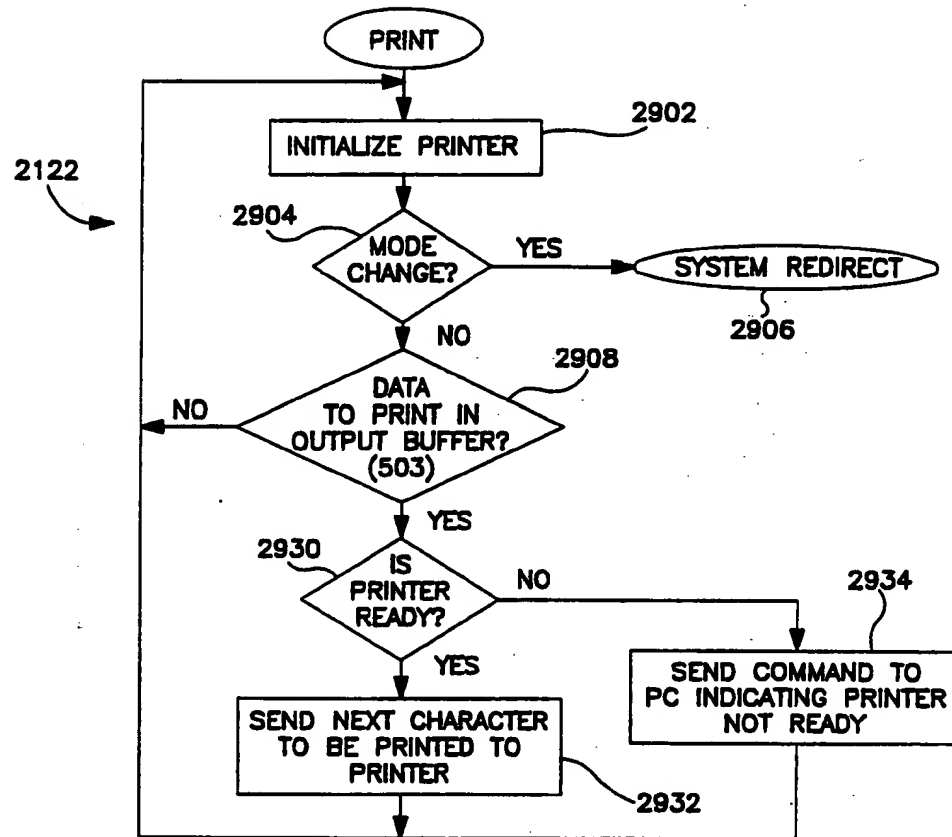 PRINT
2902
INITIALIZE PRINTER
2122
2904
MODE
CHANGE?
YES
SYSTEM REDIRECT
2906
NO
2908
DATA
TO PRINT IN
OUTPUT BUFFER?
(503)
NO
YES
2930
IS
PRINTER
READY?
NO
2934
YES
SEND COMMAND TO
PC INDICATING PRINTER
NOT READY
SEND NEXT CHARACTER
TO BE PRINTED TO
PRINTER
2932